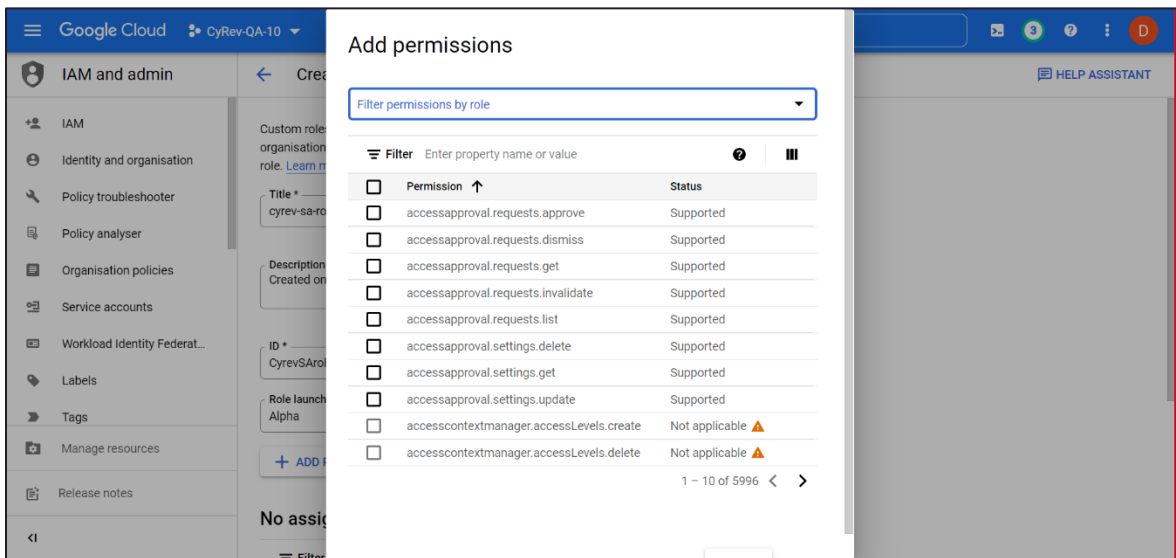 Google Cloud
CyRev-QA-10
3
D
IAM and admin
IAM
Identity and organisation
Policy troubleshooter
Policy analyser
Organisation policies
Service accounts
Workload Identity Federat...
Labels
Tags
Manage resources
Release notes
Crea
HELP ASSISTANT
Custom role
organisation
role. Learn m
Title *
cyrev-sa-ro
Description
Created on
ID *
CyrevSArol
Role launch
Alpha
+ ADD P
No assig
Filter
Add permissions
Filter permissions by role
Filter Enter property name or value
Permission Status
accessapproval.requests.approve Supported
accessapproval.requests.dismiss Supported
accessapproval.requests.get Supported
accessapproval.requests.invalidate Supported
accessapproval.requests.list Supported
accessapproval.settings.delete Supported
accessapproval.settings.get Supported
accessapproval.settings.update Supported
accesscontextmanager.accessLevels.create Not applicable
accesscontextmanager.accessLevels.delete Not applicable
1 – 10 of 5996